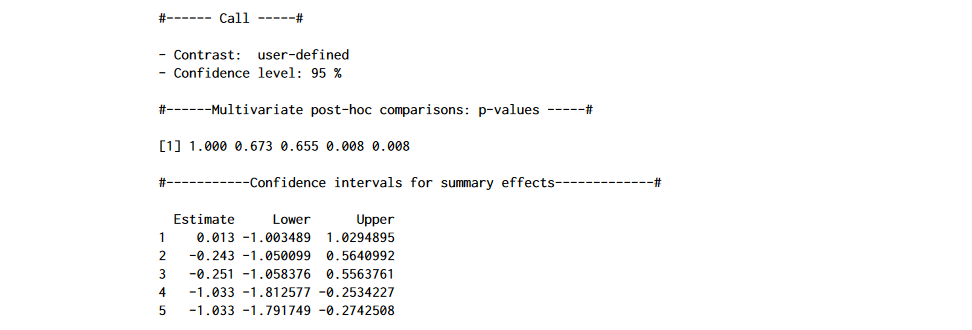 #------ Call -----#
- Contrast:  user-defined
- Confidence level: 95 %
#------Multivariate post-hoc comparisons: p-values -----#
[1] 1.000 0.673 0.655 0.008 0.008
#-----------Confidence intervals for summary effects-------------#
  Estimate     Lower      Upper
1    0.013 -1.003489  1.0294895
2   -0.243 -1.050099  0.5640992
3   -0.251 -1.058376  0.5563761
4   -1.033 -1.812577 -0.2534227
5   -1.033 -1.791749 -0.2742508